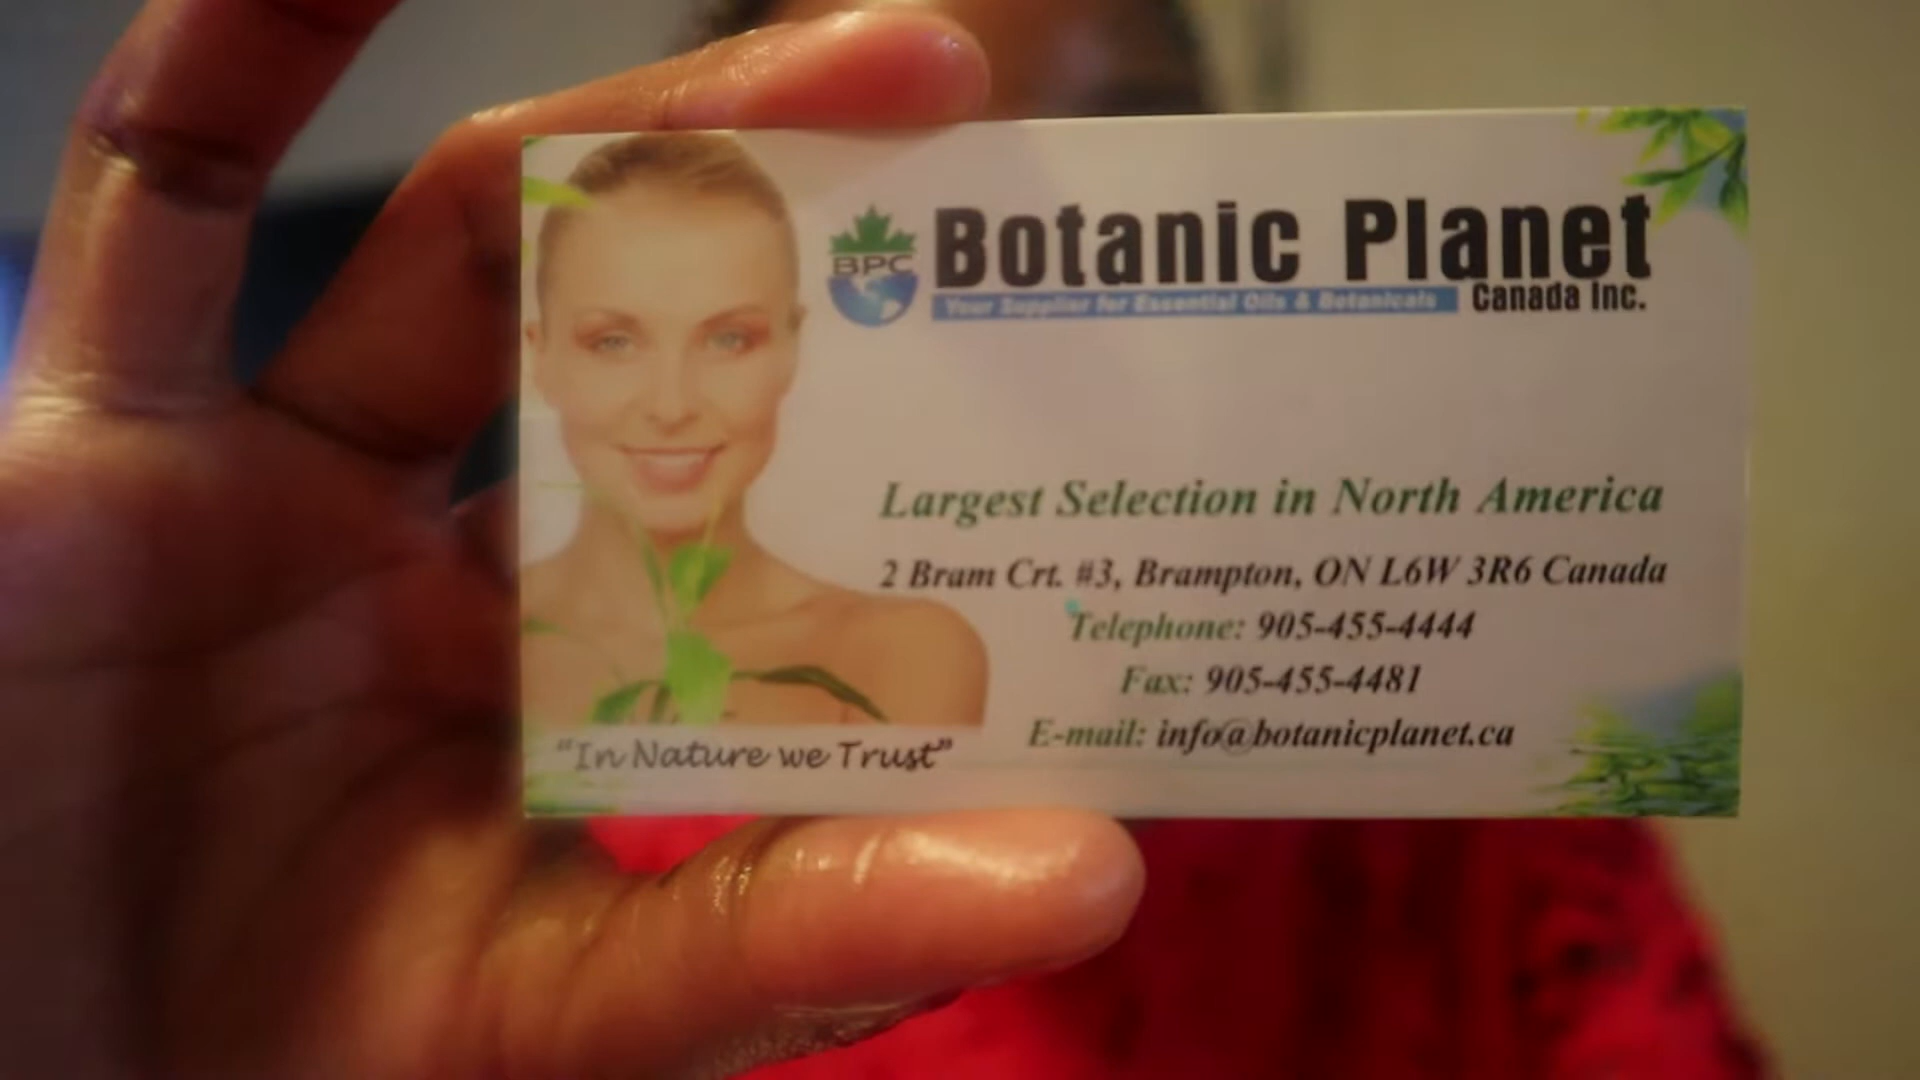 BPC
Botanic Planet
Your Supplier for Essential Oils & Botanicals
Canada Inc.
Largest Selection in North America
2 Bram Crt. #3, Brampton, ON L6W 3R6 Canada
Telephone: 905-455-4444
Fax: 905-455-4481
E-mail: info@botanicplanet.ca
"In Nature we Trust"